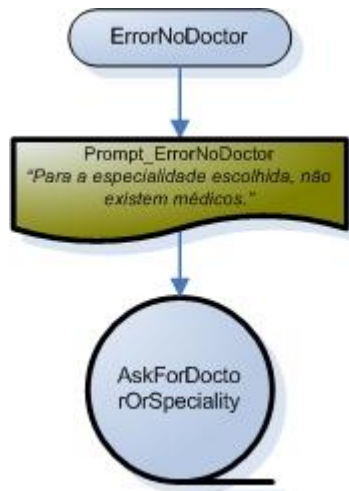 ErrorNoDoctor
Prompt_ErrorNoDoctor
“Para a especialidade escolhida, não
existem médicos.”
AskForDocto
rOrSpeciality